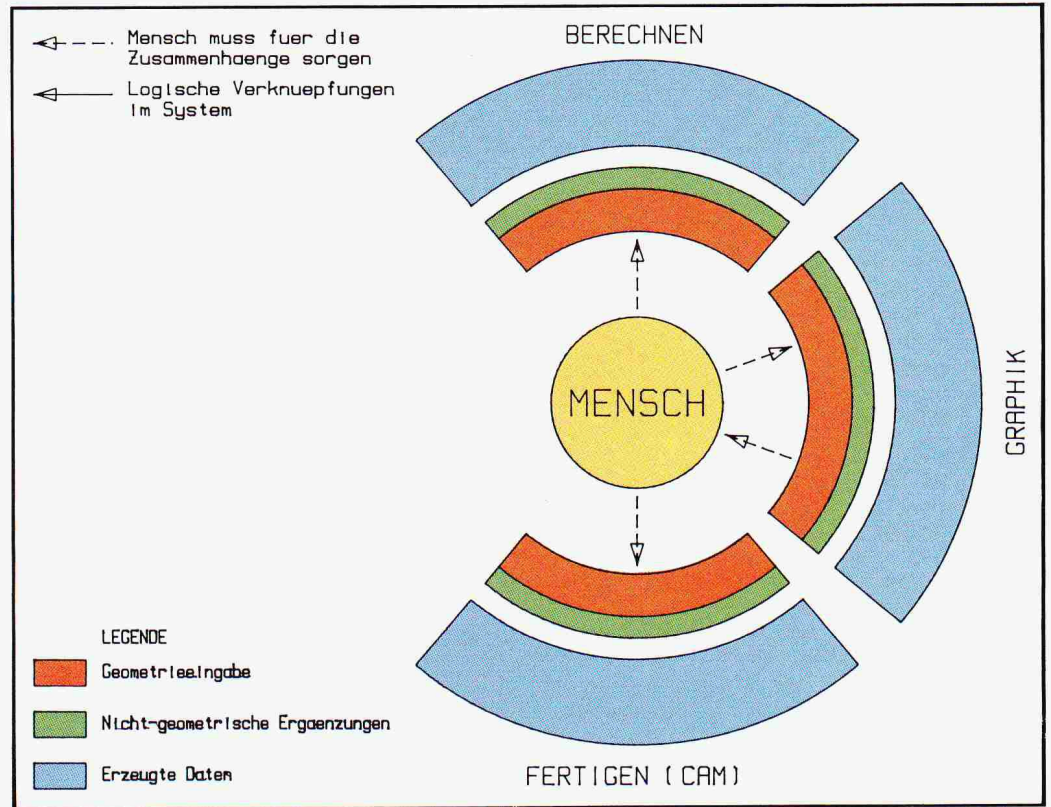 Mensch muss fuer die
Zusammenhaenge sorgen
Logische Verknuepfungen
im System
BERECHNEN
GRAPHIK
MENSCH
LEGENDE
Geometrieeingabe
Nicht-geometrische Ergaenzungen
Erzeugte Daten
FERTIGEN (CAM)